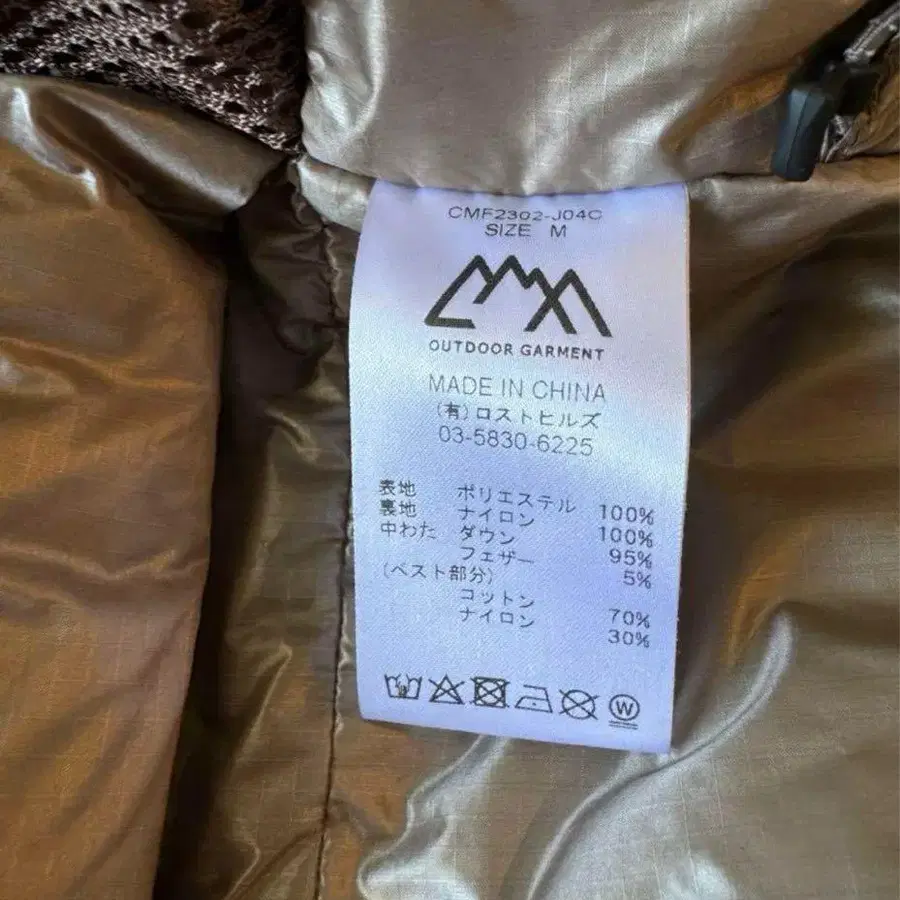 CMF2302-J04C
SIZE M
OUTDOOR GARMENT
MADE IN CHINA
(有)ロストヒルズ
03-5830-6225
表地 ポリエステル 100%
裏地 ナイロン 100%
中わた ダウン 95%
フェザー 5%
(ベスト部分)
コットン 70%
ナイロン 30%
W